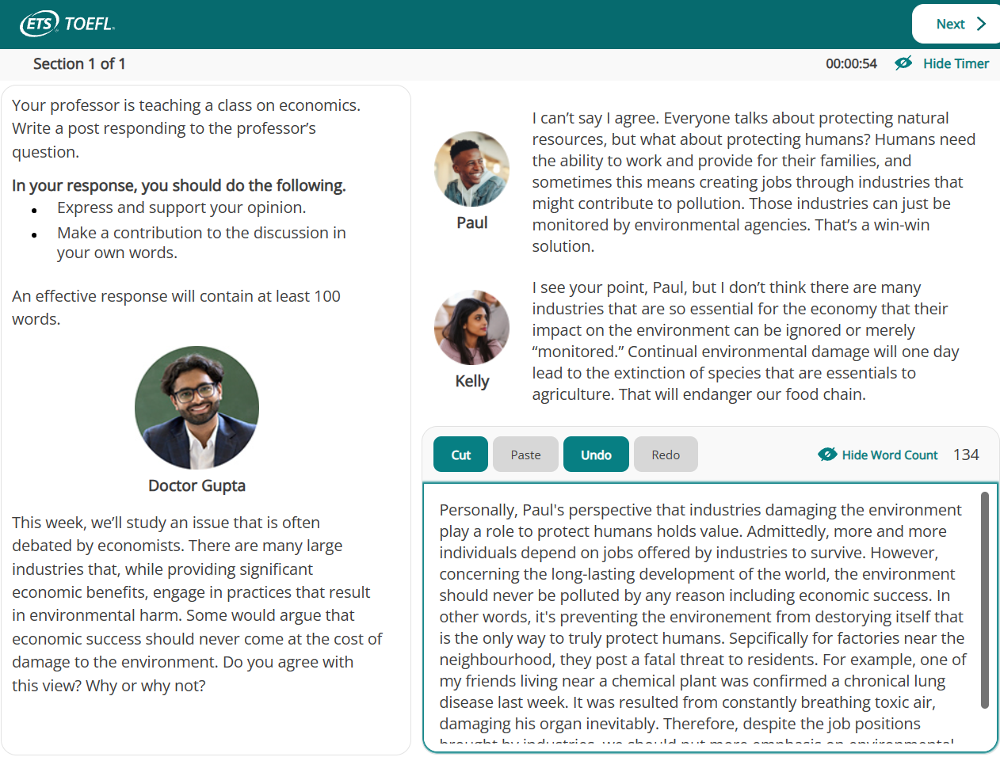 ETS TOEFL
Next
Section 1 of 1
00:00:54
Hide Timer
Your professor is teaching a class on economics.
Write a post responding to the professor's
question.
In your response, you should do the following.
Express and support your opinion.
Make a contribution to the discussion in
your own words.
An effective response will contain at least 100
words.
Doctor Gupta
This week, we'll study an issue that is often
debated by economists. There are many large
industries that, while providing significant
economic benefits, engage in practices that result
in environmental harm. Some would argue that
economic success should never come at the cost of
damage to the environment. Do you agree with
this view? Why or why not?
I can't say I agree. Everyone talks about protecting natural
resources, but what about protecting humans? Humans need
the ability to work and provide for their families, and
sometimes this means creating jobs through industries that
might contribute to pollution. Those industries can just be
monitored by environmental agencies. That's a win-win
solution.
Paul
I see your point, Paul, but I don't think there are many
industries that are so essential for the economy that their
impact on the environment can be ignored or merely
“monitored.” Continual environmental damage will one day
lead to the extinction of species that are essentials to
agriculture. That will endanger our food chain.
Kelly
Cut
Paste
Undo
Redo
Hide Word Count
134
Personally, Paul's perspective that industries damaging the environment
play a role to protect humans holds value. Admittedly, more and more
individuals depend on jobs offered by industries to survive. However,
concerning the long-lasting development of the world, the environment
should never be polluted by any reason including economic success. In
other words, it's preventing the environement from destorying itself that
is the only way to truly protect humans. Sepcifically for factories near the
neighbourhood, they post a fatal threat to residents. For example, one of
my friends living near a chemical plant was confirmed a chronical lung
disease last week. It was resulted from constantly breathing toxic air,
damaging his organ inevitably. Therefore, despite the job positions
brought by industries, we should put more emphasis on environmental